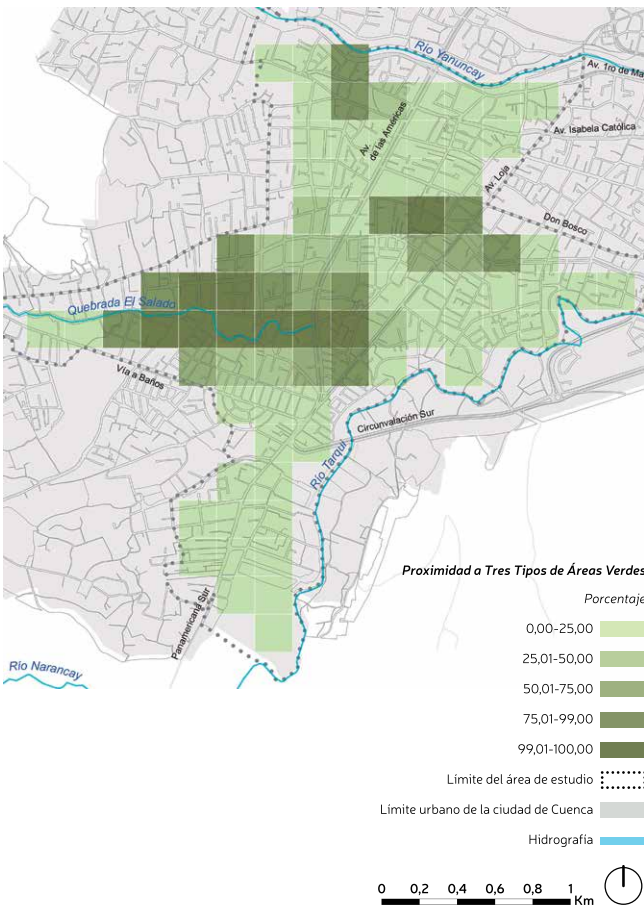 Río Yanuncay
Av. 1ro de Ma
Av. Isabela Católica
Av.
de las Américas
Av. Loja
Don Bosco
Quebrada El Salado
Vía a Baños
Circunvalación Sur
Río Tarqui
Panamericana Sur
Río Narancay
Proximidad a Tres Tipos de Áreas Verdes
Porcentaje
0,00-25,00
25,01-50,00
50,01-75,00
75,01-99,00
99,01-100,00
Límite del área de estudio
Límite urbano de la ciudad de Cuenca
Hidrografía
0 0,2 0,4 0,6 0,8 1
Km